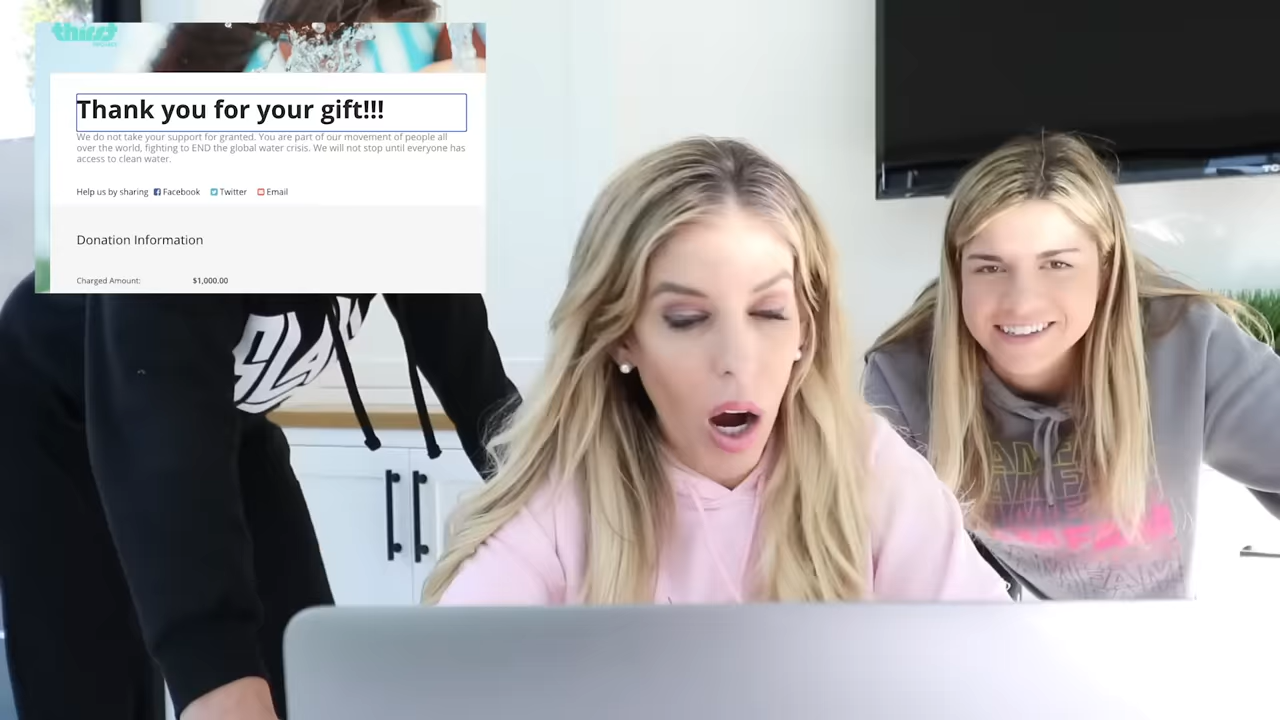 thirst
PROJECT
Thank you for your gift!!!
We do not take your support for granted. You are part of our movement of people all
over the world, fighting to END the global water crisis. We will not stop until everyone has
access to clean water.
Help us by sharing Facebook Twitter Email
Donation Information
Charged Amount: $1,000.00